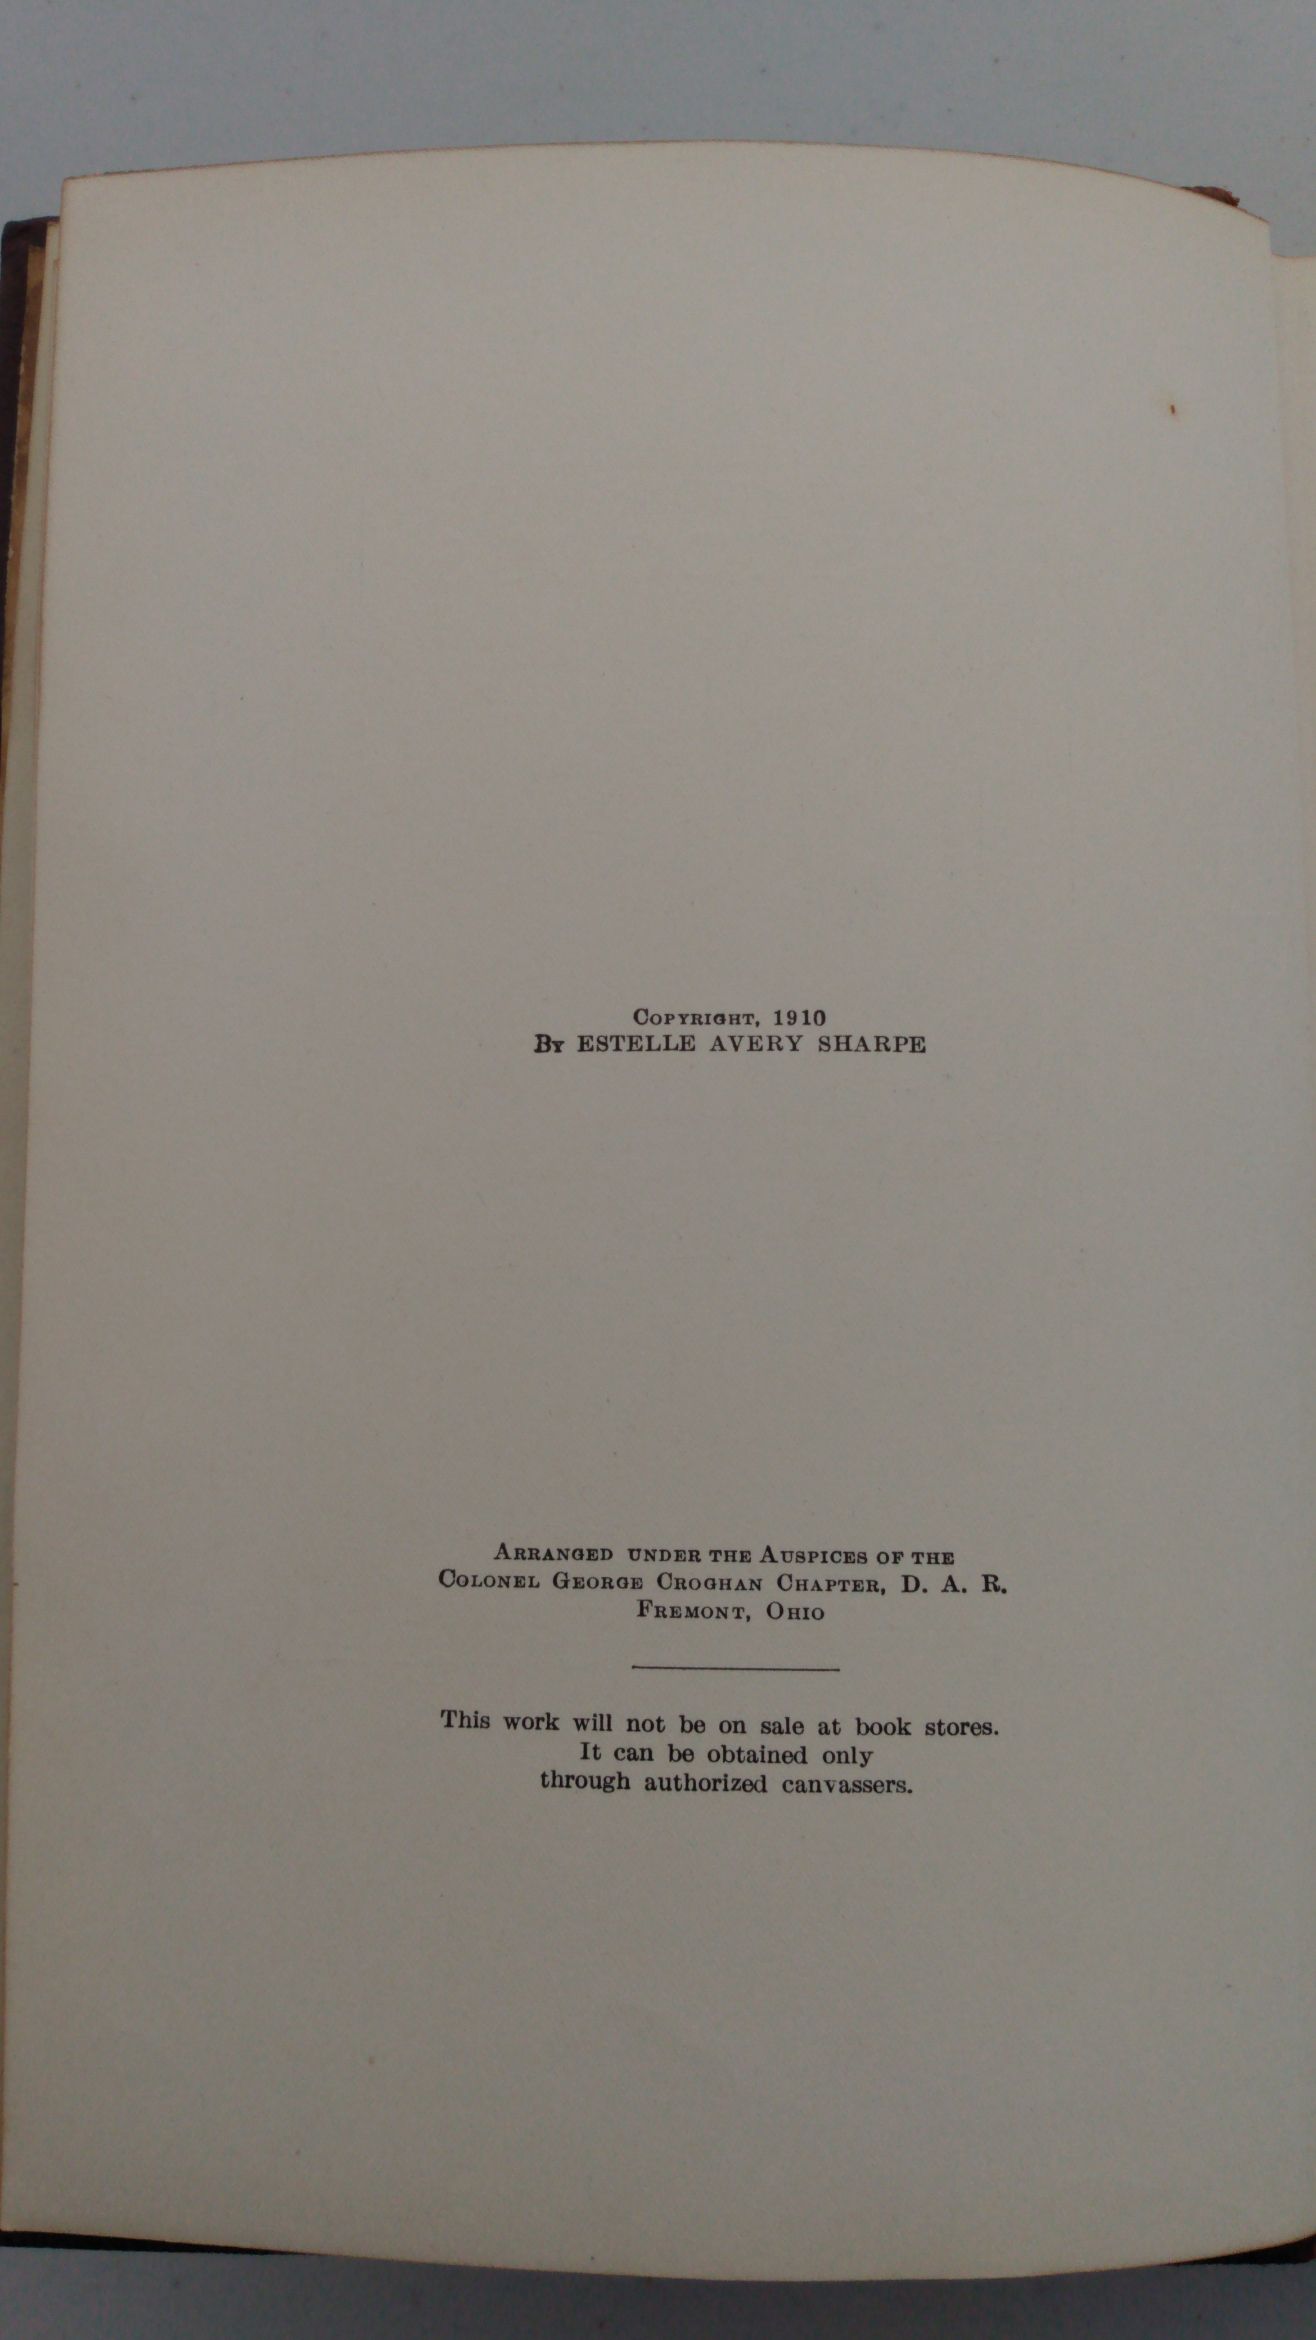 Copyright, 1910
By ESTELLE AVERY SHARPE
Arranged under the Auspices of the
Colonel George Croghan Chapter, D. A. R.
Fremont, Ohio
This work will not be on sale at book stores.
It can be obtained only
through authorized canvassers.